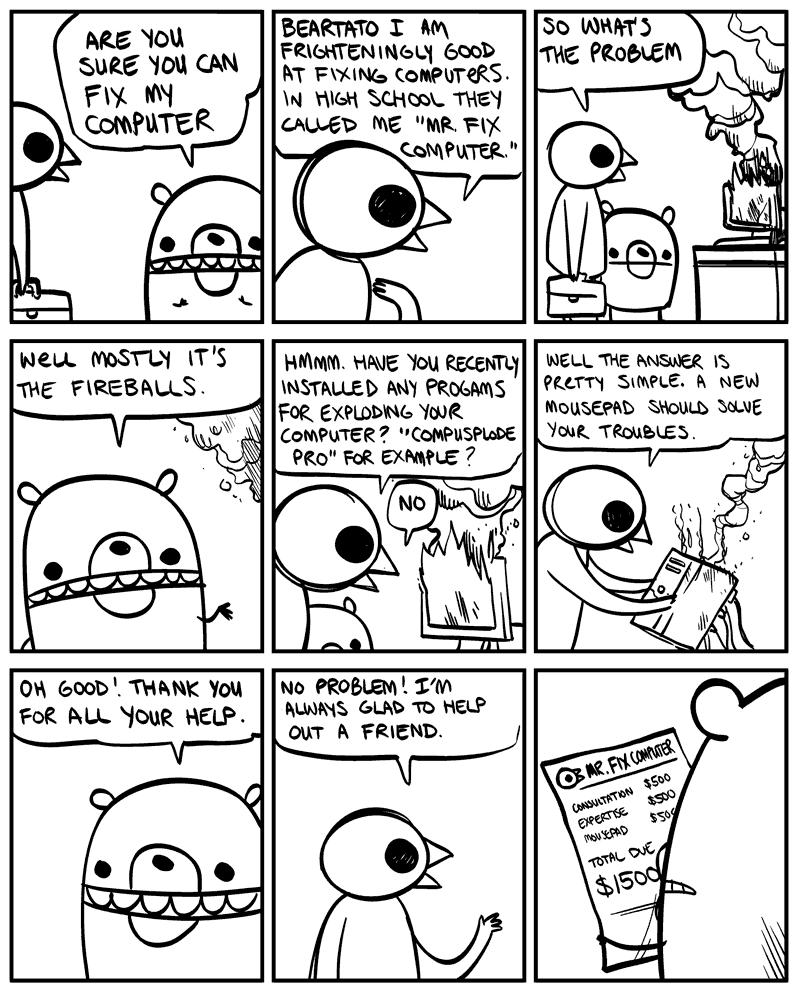 ARE YOU
SURE YOU CAN
FIX MY
COMPUTER
BEARTATO I AM
FRIGHTENINGLY GOOD
AT FIXING COMPUTERS.
IN HIGH SCHOOL THEY
CALLED ME "MR. FIX
COMPUTER."
SO WHAT'S
THE PROBLEM
WELL MOSTLY IT'S
THE FIREBALLS.
HMMM. HAVE YOU RECENTLY
INSTALLED ANY PROGAMS
FOR EXPLODING YOUR
COMPUTER? "COMPUSPLODE
PRO" FOR EXAMPLE?
NO
WELL THE ANSWER IS
PRETTY SIMPLE. A NEW
MOUSEPAD SHOULD SOLVE
YOUR TROUBLES.
OH GOOD! THANK YOU
FOR ALL YOUR HELP.
NO PROBLEM! I'M
ALWAYS GLAD TO HELP
OUT A FRIEND.
MR. FIX COMPUTER
CONSULTATION $500
EXPERTISE $500
MOUSEPAD $500
TOTAL DUE
$1500